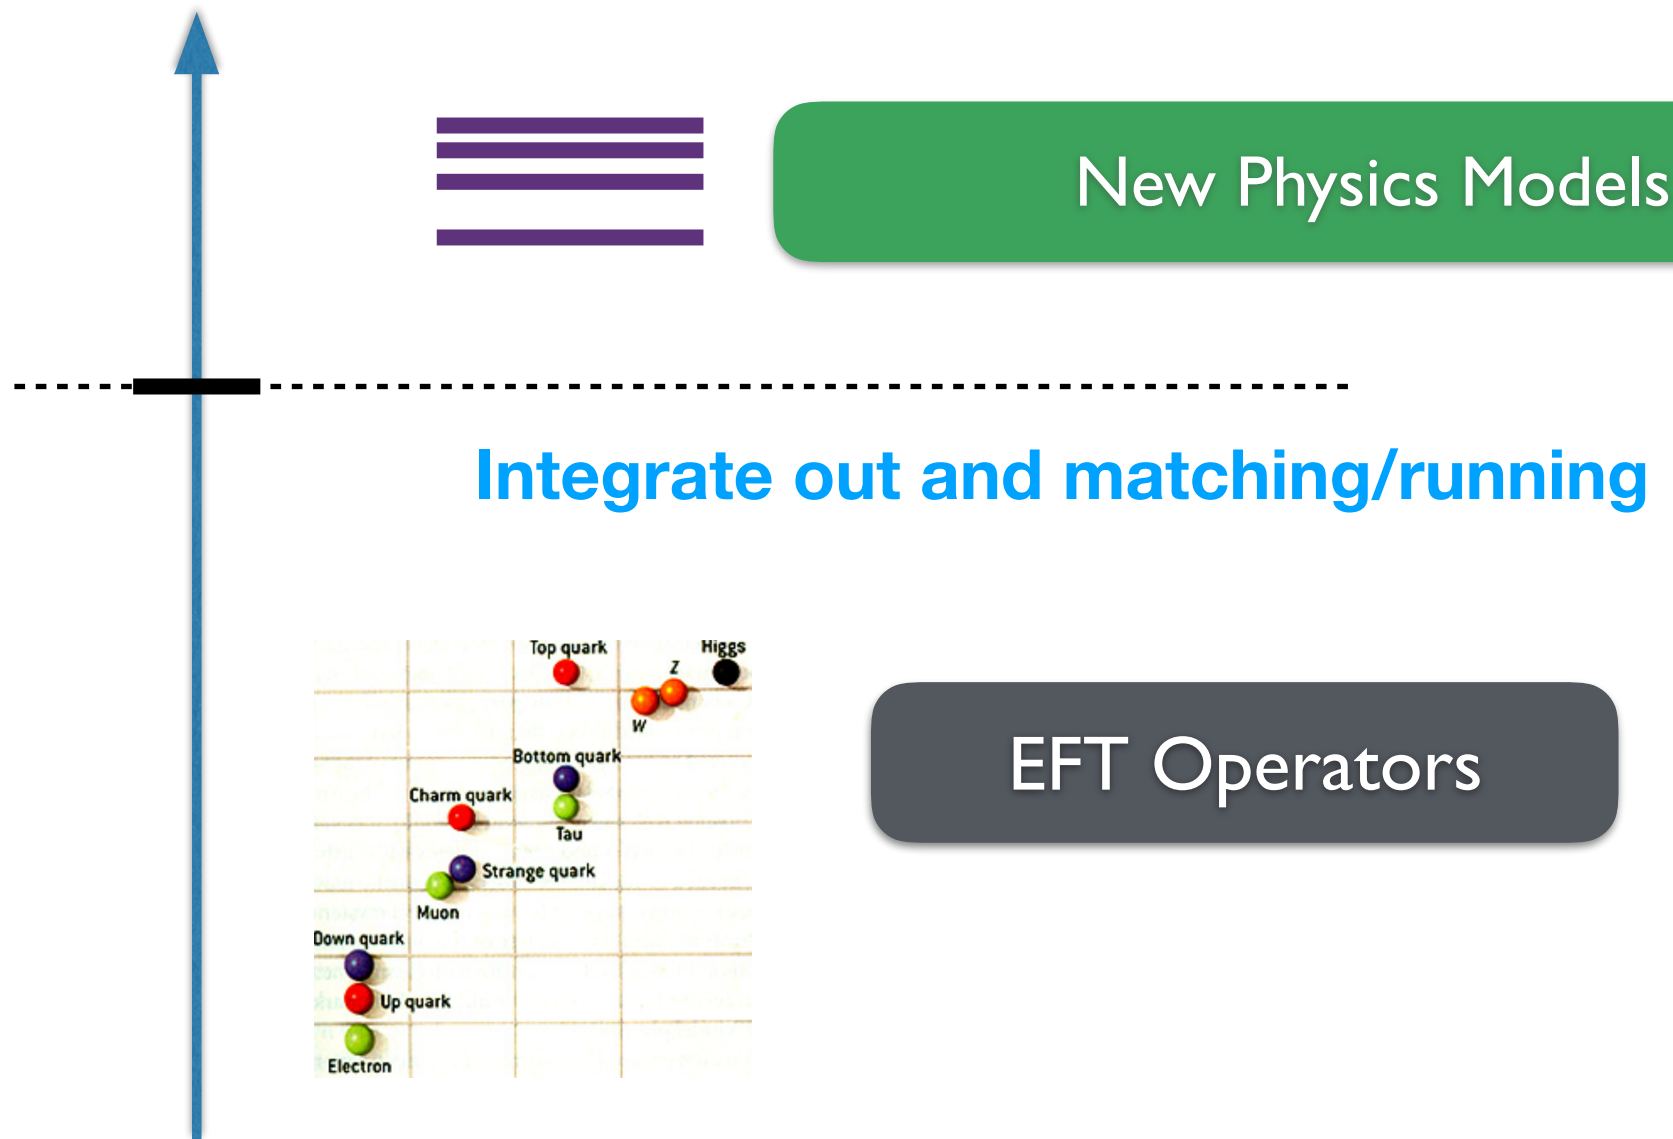 New Physics Models
Integrate out and matching/running
Top quark
Higgs
Z
W
Bottom quark
Charm quark
Tau
Strange quark
Muon
Down quark
Up quark
Electron
EFT Operators